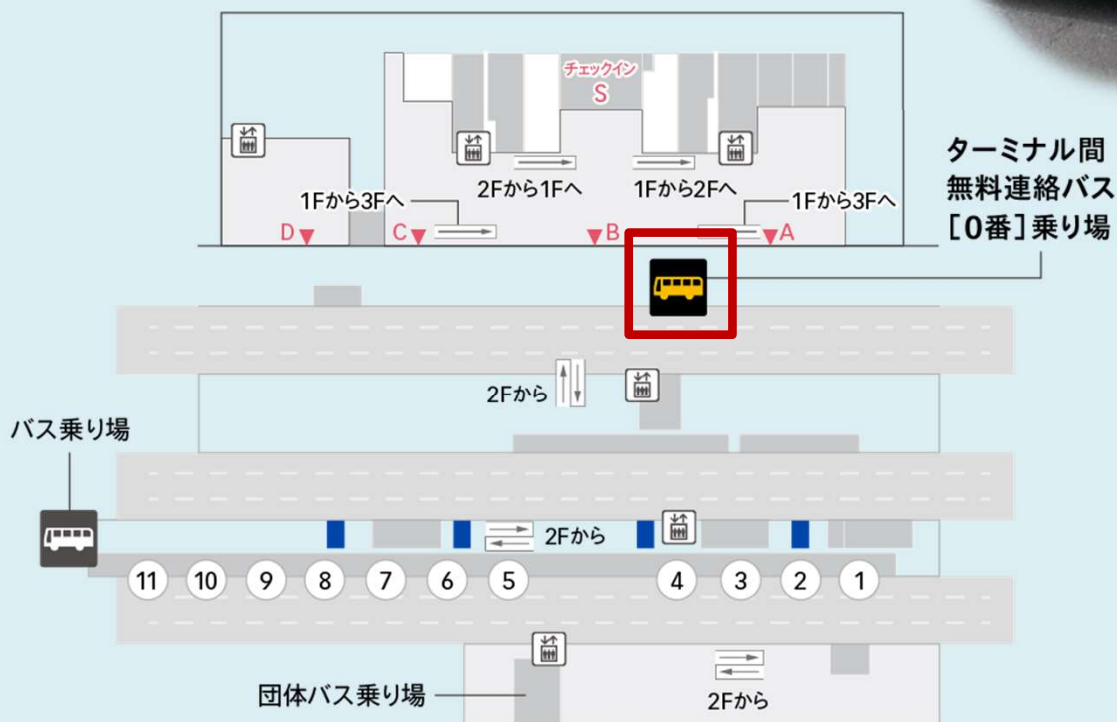 チェックイン
S
ターミナル間
無料連絡バス
[0番]乗り場
2Fから1Fへ
1Fから2Fへ
1Fから3Fへ
1Fから3Fへ
D
C
B
A
2Fから
バス乗り場
2Fから
11
10
9
8
7
6
5
4
3
2
1
団体バス乗り場
2Fから